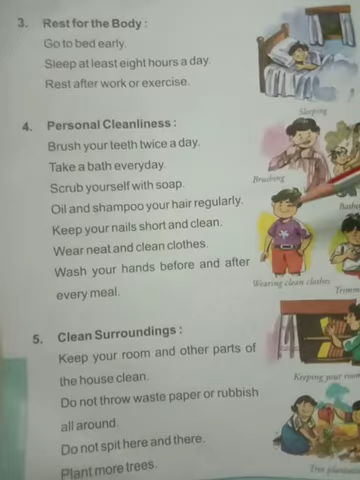 3. Rest for the Body :
Go to bed early.
Sleep at least eight hours a day.
Rest after work or exercise.
Sleeping
4. Personal Cleanliness :
Brush your teeth twice a day.
Take a bath everyday.
Scrub yourself with soap.
Oil and shampoo your hair regularly.
Keep your nails short and clean.
Wear neat and clean clothes.
Wash your hands before and after
every meal.
Brushing
Wearing clean clothes
5. Clean Surroundings :
Keep your room and other parts of
the house clean.
Do not throw waste paper or rubbish
all around.
Do not spit here and there.
Plant more trees.
Keeping your room
Tree